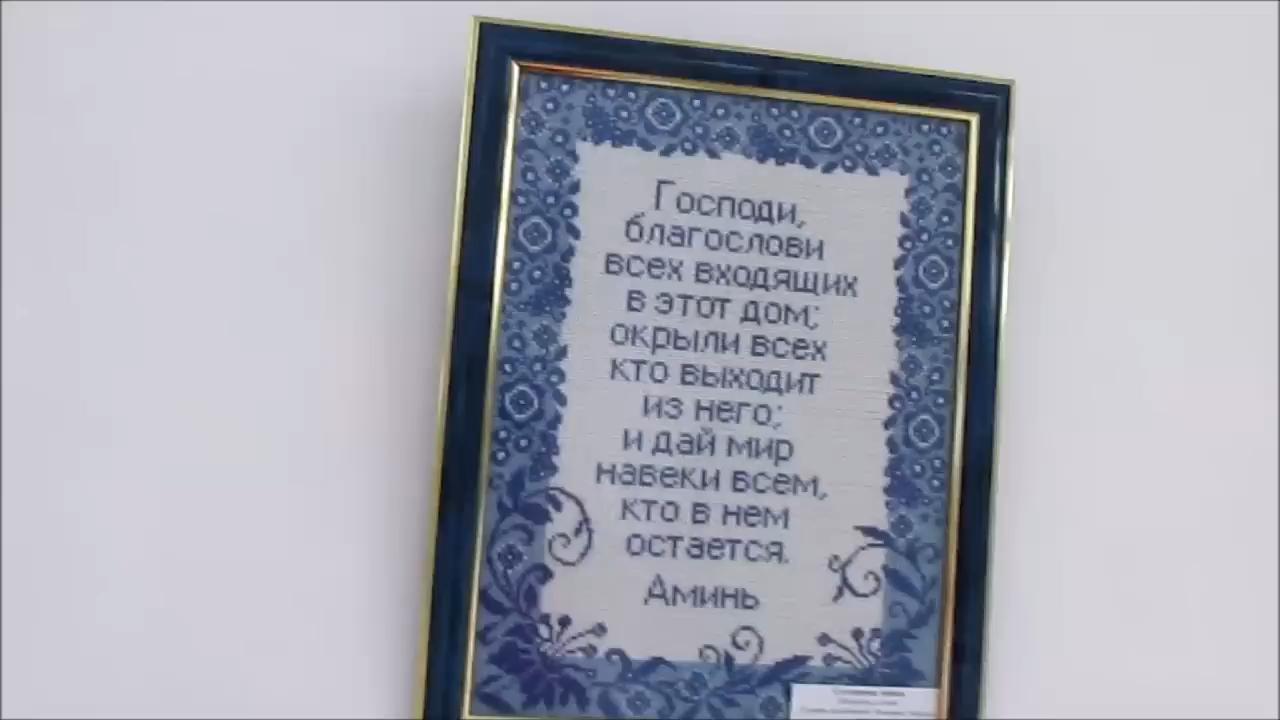 Господи,
благослови
всех входящих
в этот дом;
окрыли всех
кто выходит
из него;
и дай мир
навеки всем,
кто в нем
остается.
Аминь